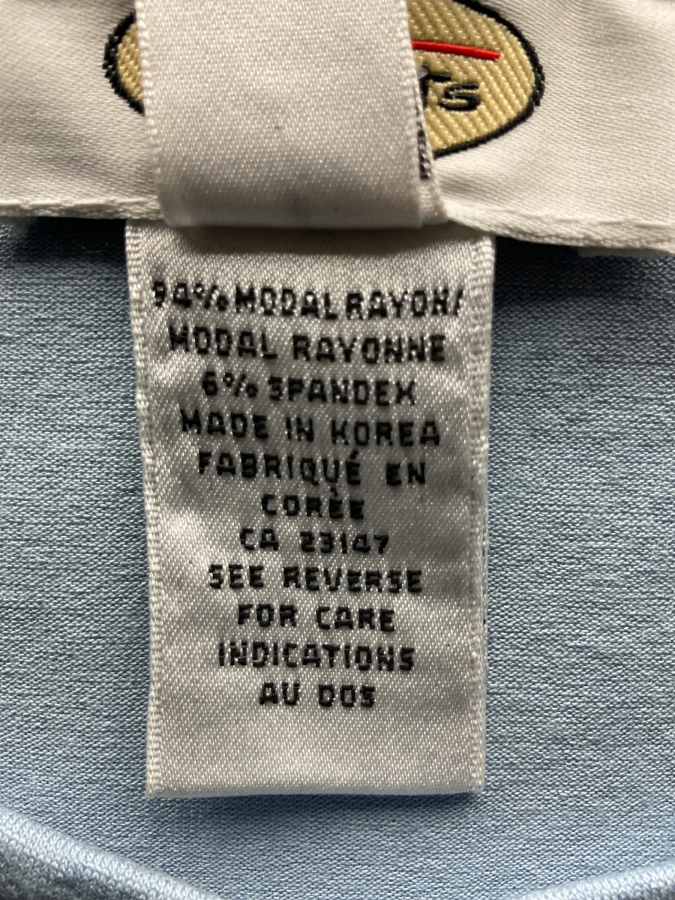 94% MODAL RAYON/
MODAL RAYONNE
6% SPANDEX
MADE IN KOREA
FABRIQUÉ EN
CORÉE
CA 23147
SEE REVERSE
FOR CARE
INDICATIONS
AU DOS